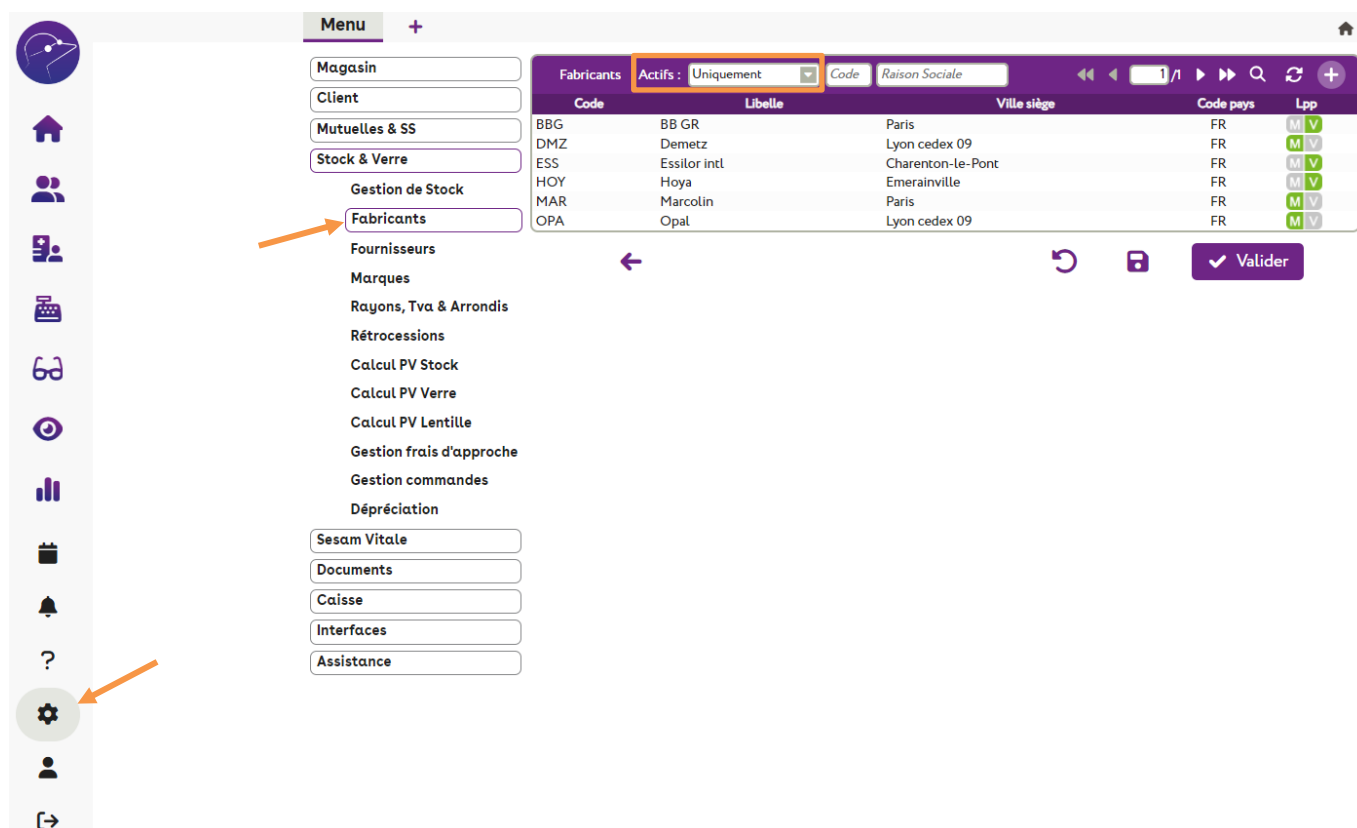 Menu +
Magasin
Client
Mutuelles & SS
Stock & Verre
Gestion de Stock
Fabricants
Fournisseurs
Marques
Rayons, Tva & Arrondis
Rétrocessions
Calcul PV Stock
Calcul PV Verre
Calcul PV Lentille
Gestion frais d'approche
Gestion commandes
Dépréciation
Sesam Vitale
Documents
Caisse
Interfaces
Assistance
Fabricants Actifs : Uniquement Code Raison Sociale 1 /1
Code Libelle Ville siège Code pays Lpp
BBG BB GR Paris FR M V
DMZ Demetz Lyon cedex 09 FR M V
ESS Essilor intl Charenton-le-Pont FR M V
HOY Hoya Emerainville FR M V
MAR Marcolin Paris FR M V
OPA Opal Lyon cedex 09 FR M V
Valider
?